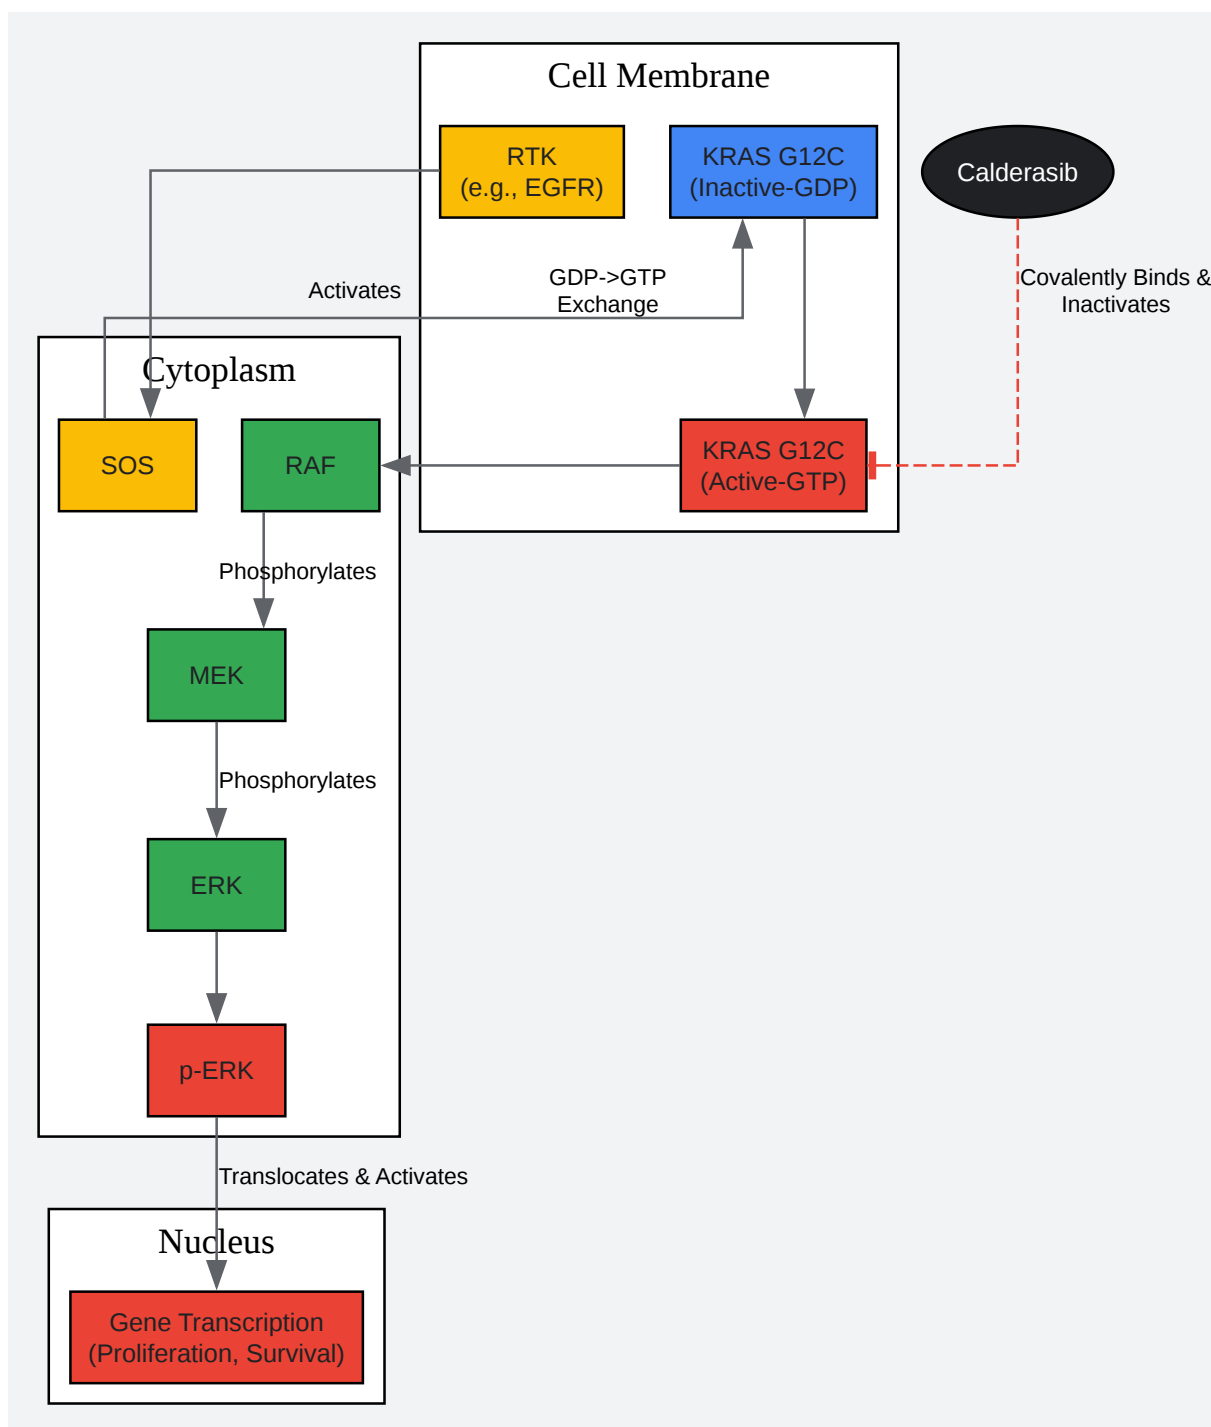 Cell Membrane
RTK
(e.g., EGFR)
KRAS G12C
(Inactive-GDP)
Calderasib
Activates
GDP->GTP
Exchange
Covalently Binds &
Inactivates
Cytoplasm
SOS
RAF
KRAS G12C
(Active-GTP)
Phosphorylates
MEK
Phosphorylates
ERK
p-ERK
Translocates & Activates
Nucleus
Gene Transcription
(Proliferation, Survival)